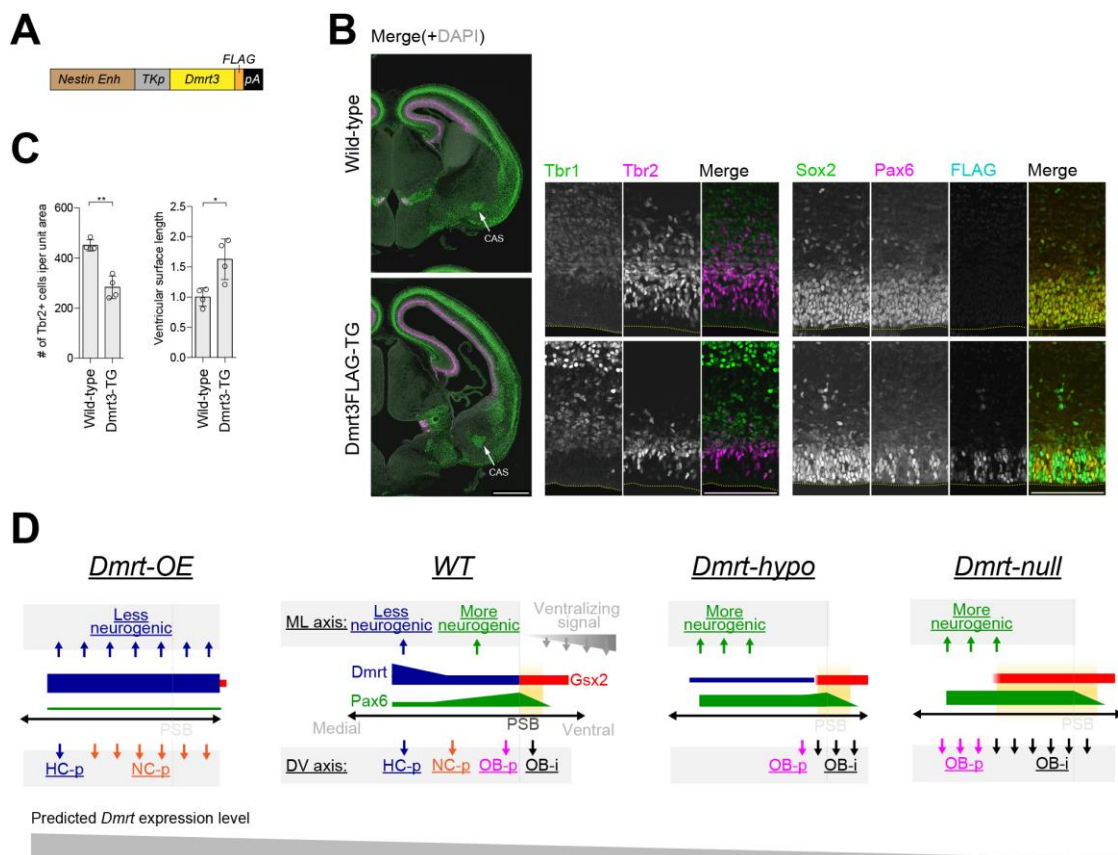 A
FLAG
Nestin Enh TKp Dmrt3 pA
B
Merge(+DAPI)
Wild-type
CAS
Dmrt3FLAG-TG
CAS
Tbr1 Tbr2 Merge
Sox2 Pax6 FLAG Merge
C
# of Tbr2+ cells iper unit area
600
400
200
0
**
Wild-type
Dmrt3-TG
Ventricular surface length
2.5
2.0
1.5
1.0
0.5
0.0
*
Wild-type
Dmrt3-TG
D
Dmrt-OE
Less
neurogenic
PSB
HC-p NC-p
WT
ML axis:
Less
neurogenic
More
neurogenic
Ventralizing
signal
Dmrt
Gsx2
Pax6
PSB
Medial
Ventral
DV axis: HC-p NC-p OB-p OB-i
Dmrt-hypo
More
neurogenic
PSB
OB-p OB-i
Dmrt-null
More
neurogenic
PSB
OB-p OB-i
Predicted Dmrt expression level